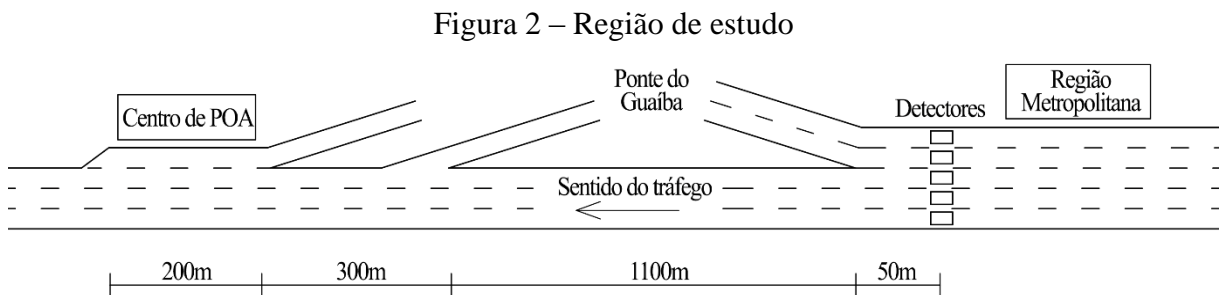 Figura 2 – Região de estudo
Centro de POA
Ponte do
Guaíba
Detectores
Região
Metropolitana
Sentido do tráfego
200m
300m
1100m
50m